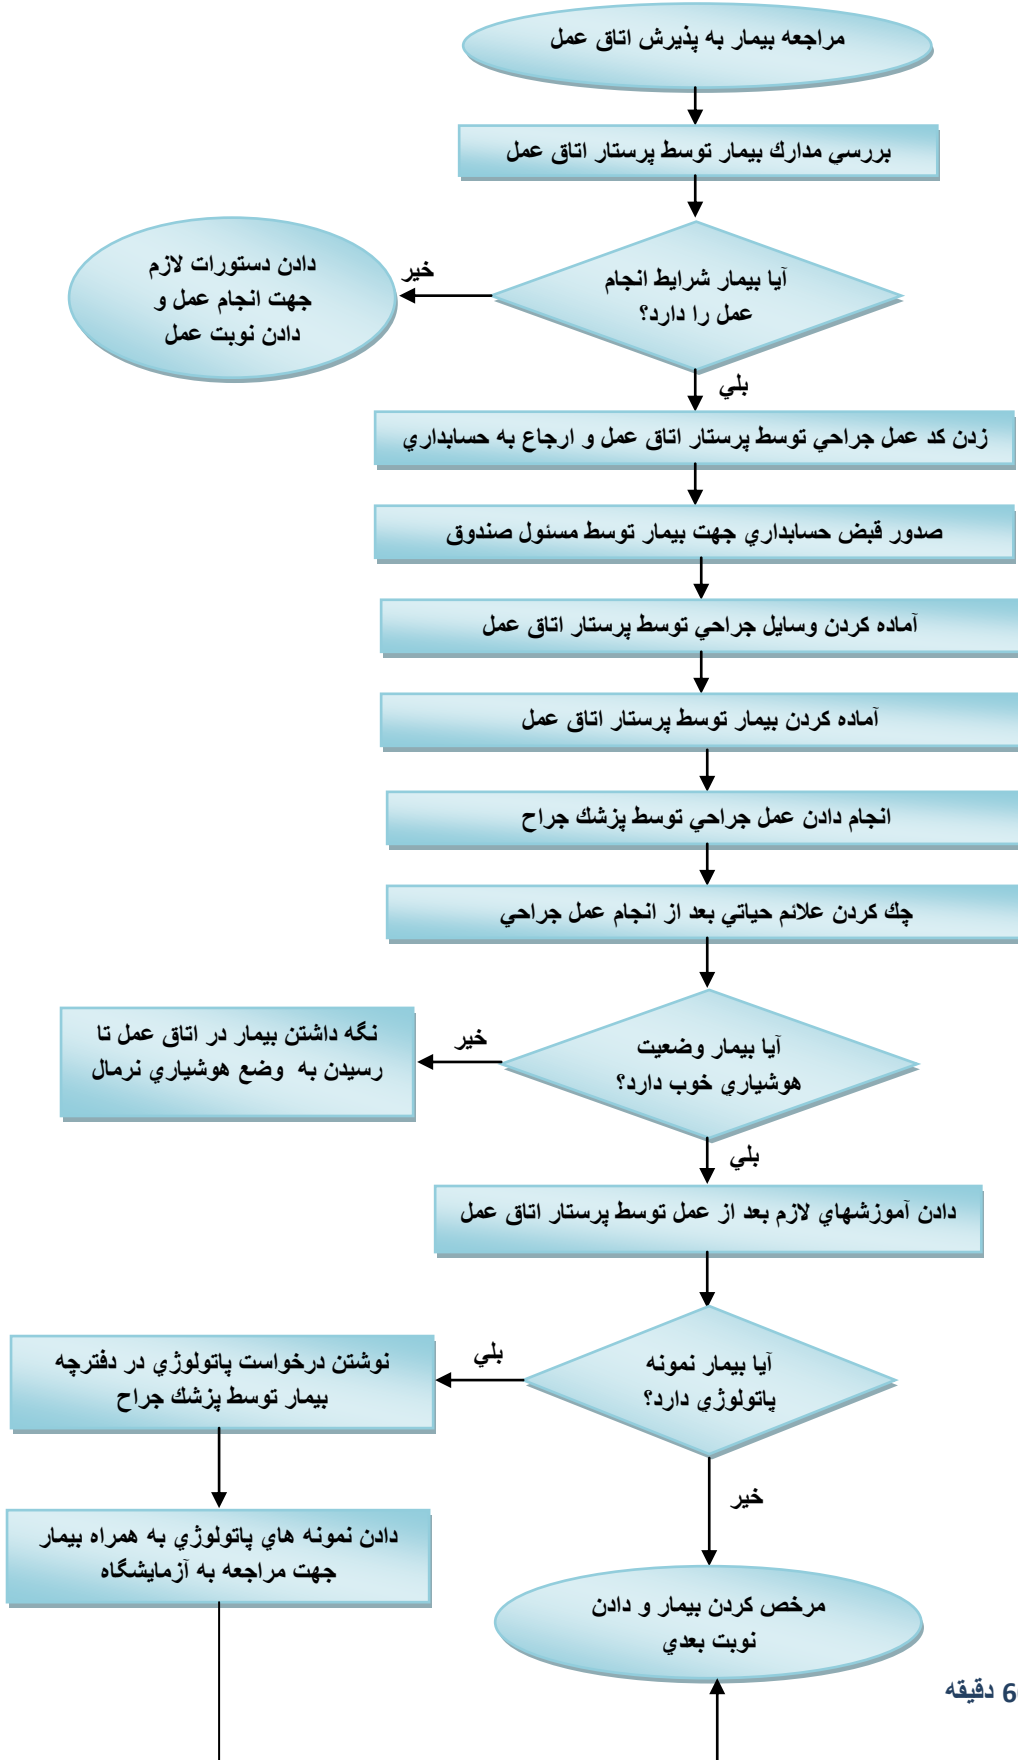 مراجعه بيمار به پذيرش اتاق عمل
بررسي مدارك بيمار توسط پرستار اتاق عمل
آيا بيمار شرايط انجام
عمل را دارد؟
خير
دادن دستورات لازم
جهت انجام عمل و
دادن نوبت عمل
بلي
زدن كد عمل جراحي توسط پرستار اتاق عمل و ارجاع به حسابداري
صدور قبض حسابداري جهت بيمار توسط مسئول صندوق
آماده كردن وسايل جراحي توسط پرستار اتاق عمل
آماده كردن بيمار توسط پرستار اتاق عمل
انجام دادن عمل جراحي توسط پزشك جراح
چك كردن علائم حياتي بعد از انجام عمل جراحي
آيا بيمار وضعيت
هوشياري خوب دارد؟
خير
نگه داشتن بيمار در اتاق عمل تا
رسيدن به وضع هوشياري نرمال
بلي
دادن آموزشهاي لازم بعد از عمل توسط پرستار اتاق عمل
آيا بيمار نمونه
پاتولوژي دارد؟
بلي
نوشتن درخواست پاتولوژي در دفترچه
بيمار توسط پزشك جراح
خير
دادن نمونه هاي پاتولوژي به همراه بيمار
جهت مراجعه به آزمايشگاه
مرخص كردن بيمار و دادن
نوبت بعدي
دقيقه